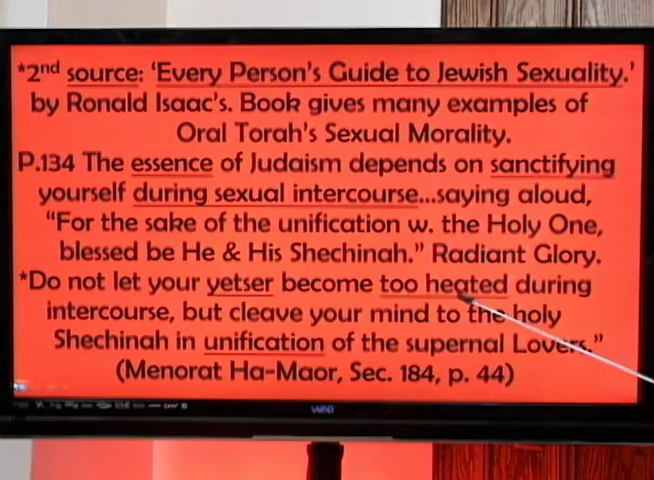 *2nd source: 'Every Person's Guide to Jewish Sexuality.'
by Ronald Isaac's. Book gives many examples of
Oral Torah's Sexual Morality.
P.134 The essence of Judaism depends on sanctifying
yourself during sexual intercourse...saying aloud,
"For the sake of the unification w. the Holy One,
blessed be He & His Shechinah." Radiant Glory.
*Do not let your yetser become too heated during
intercourse, but cleave your mind to the holy
Shechinah in unification of the supernal Lovers."
(Menorat Ha-Maor, Sec. 184, p. 44)